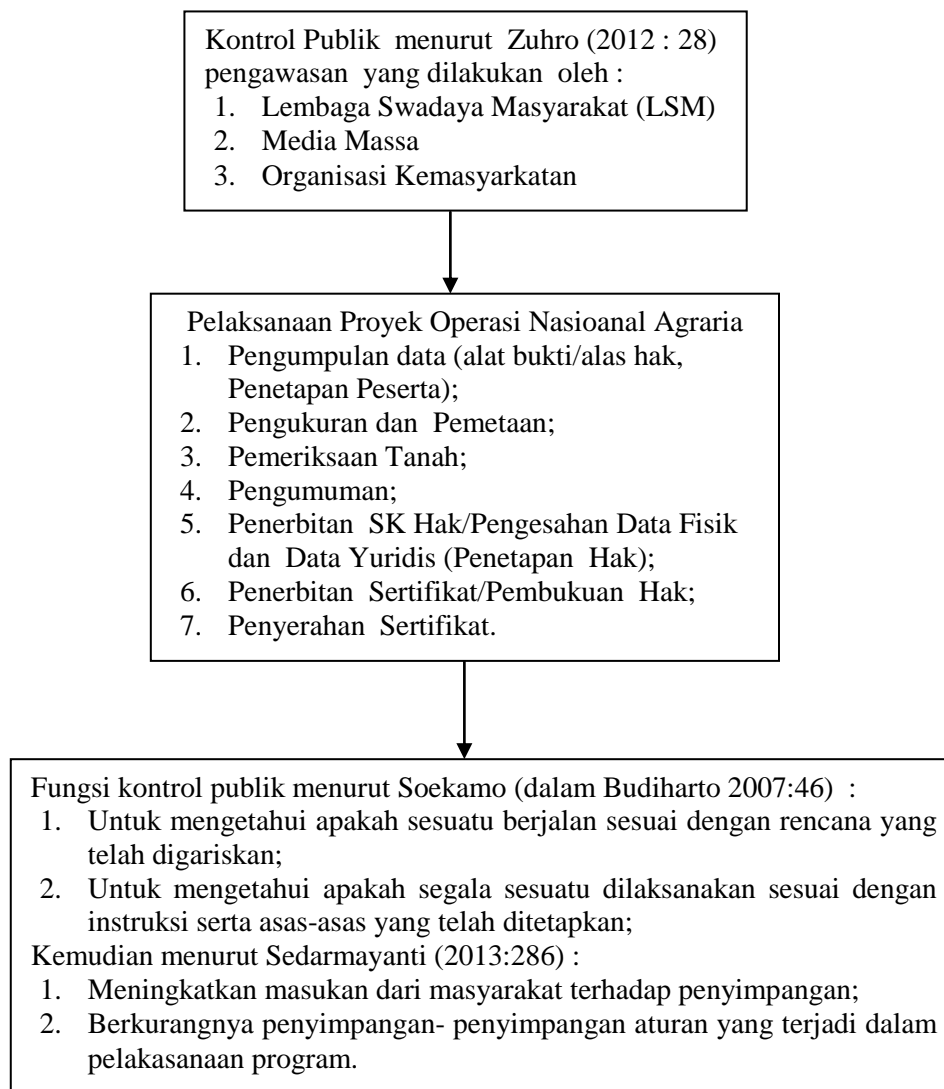 Kontrol Publik menurut Zuhro (2012 : 28)
pengawasan yang dilakukan oleh :
1. Lembaga Swadaya Masyarakat (LSM)
2. Media Massa
3. Organisasi Kemasyarkatan
Pelaksanaan Proyek Operasi Nasioanal Agraria
1. Pengumpulan data (alat bukti/alas hak,
Penetapan Peserta);
2. Pengukuran dan Pemetaan;
3. Pemeriksaan Tanah;
4. Pengumuman;
5. Penerbitan SK Hak/Pengesahan Data Fisik
dan Data Yuridis (Penetapan Hak);
6. Penerbitan Sertifikat/Pembukuan Hak;
7. Penyerahan Sertifikat.
Fungsi kontrol publik menurut Soekamo (dalam Budiharto 2007:46) :
1. Untuk mengetahui apakah sesuatu berjalan sesuai dengan rencana yang
telah digariskan;
2. Untuk mengetahui apakah segala sesuatu dilaksanakan sesuai dengan
instruksi serta asas-asas yang telah ditetapkan;
Kemudian menurut Sedarmayanti (2013:286) :
1. Meningkatkan masukan dari masyarakat terhadap penyimpangan;
2. Berkurangnya penyimpangan- penyimpangan aturan yang terjadi dalam
pelakasanaan program.